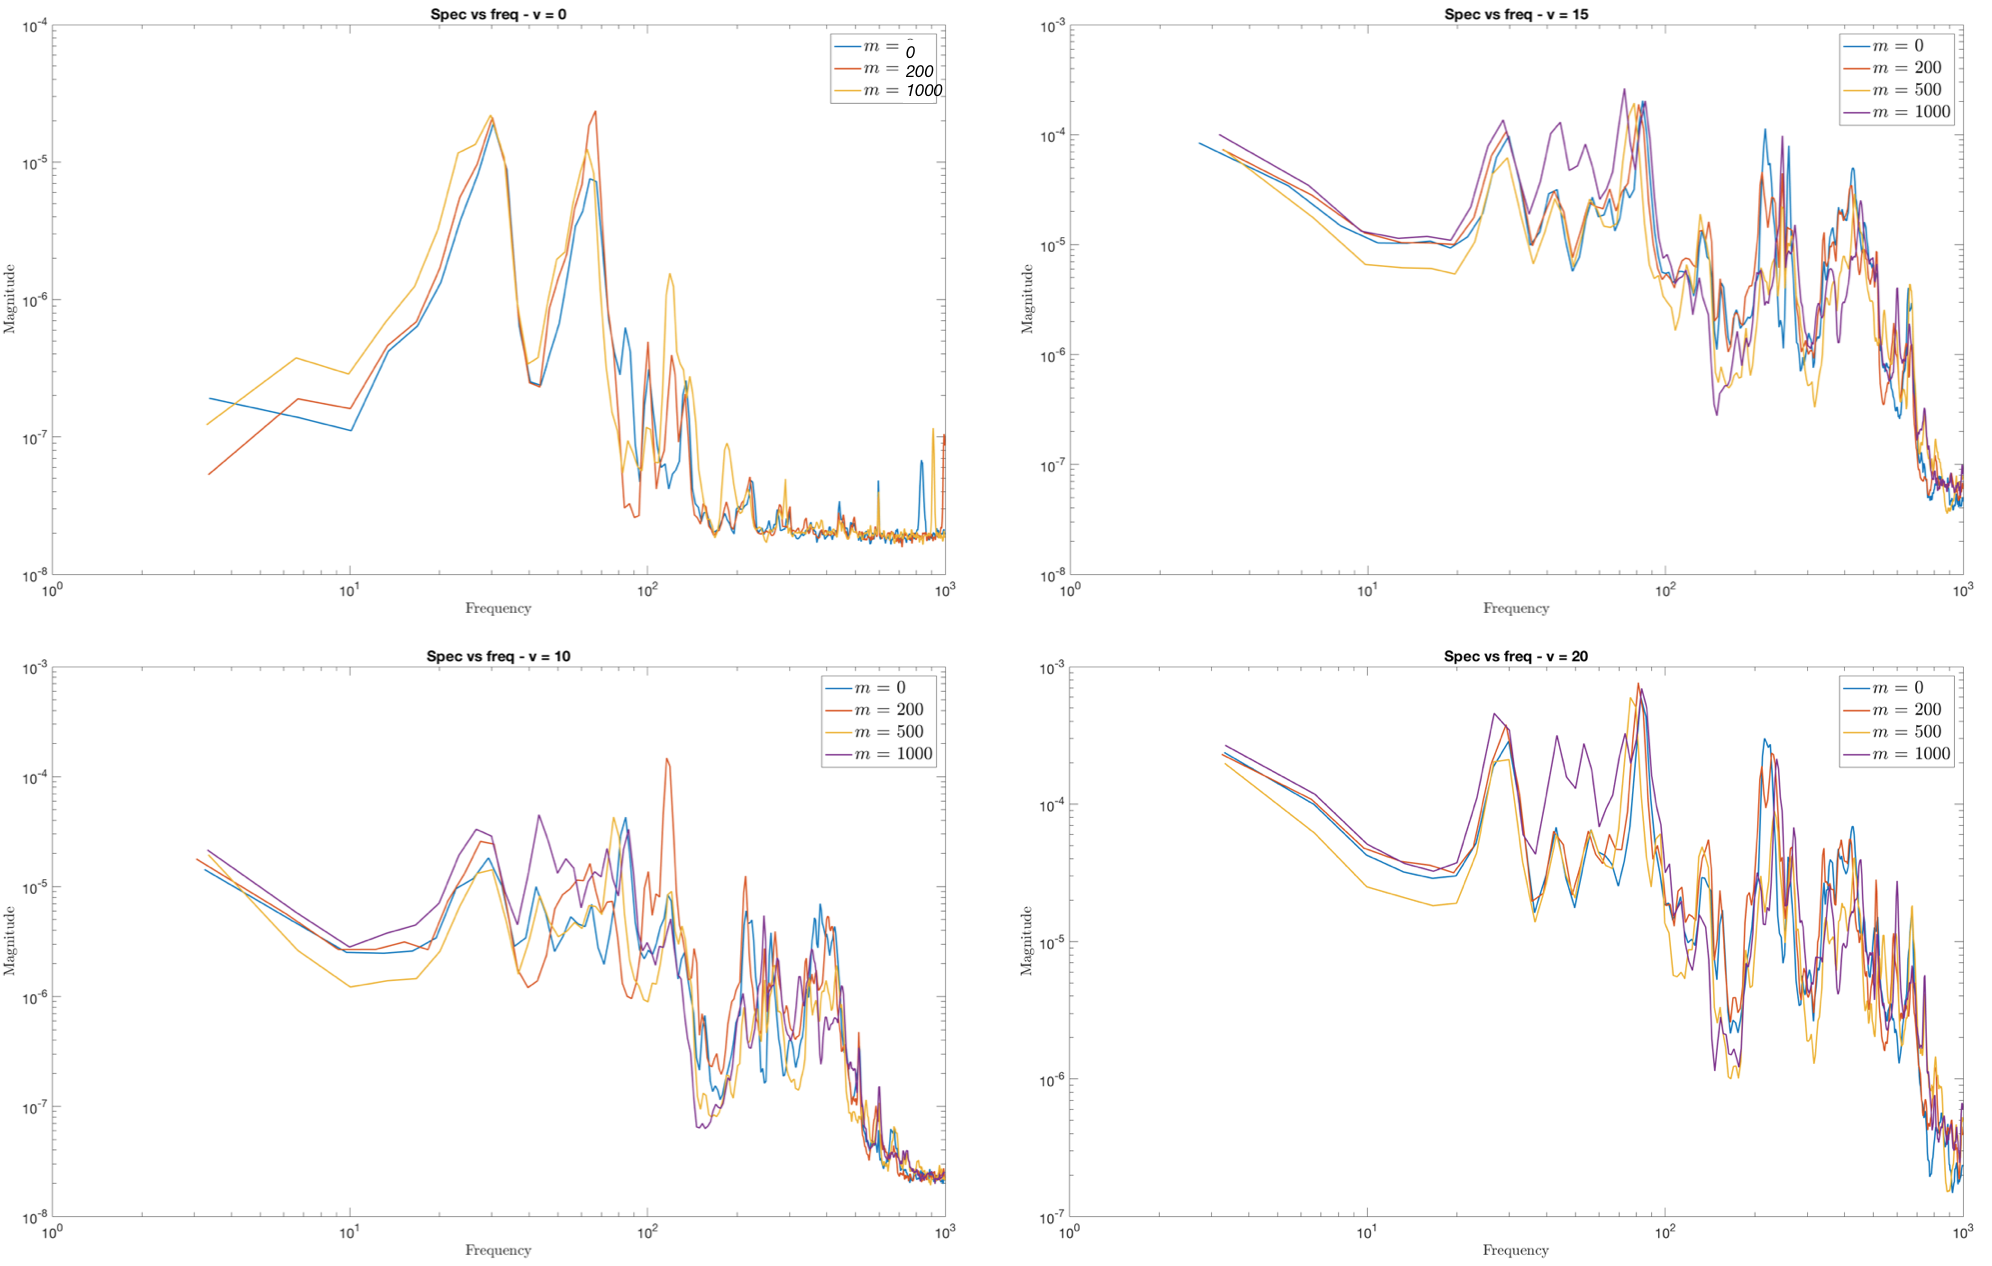 Spec vs freq - v = 0
10^-4
10^-5
10^-6
10^-7
10^-8
Magnitude
10^0
10^1
10^2
10^3
Frequency
m = 0
m = 200
m = 1000
Spec vs freq - v = 15
10^-3
10^-4
10^-5
10^-6
10^-7
10^-8
Magnitude
10^0
10^1
10^2
10^3
Frequency
m = 0
m = 200
m = 500
m = 1000
Spec vs freq - v = 10
10^-3
10^-4
10^-5
10^-6
10^-7
10^-8
Magnitude
10^0
10^1
10^2
10^3
Frequency
m = 0
m = 200
m = 500
m = 1000
Spec vs freq - v = 20
10^-3
10^-4
10^-5
10^-6
10^-7
Magnitude
10^0
10^1
10^2
10^3
Frequency
m = 0
m = 200
m = 500
m = 1000